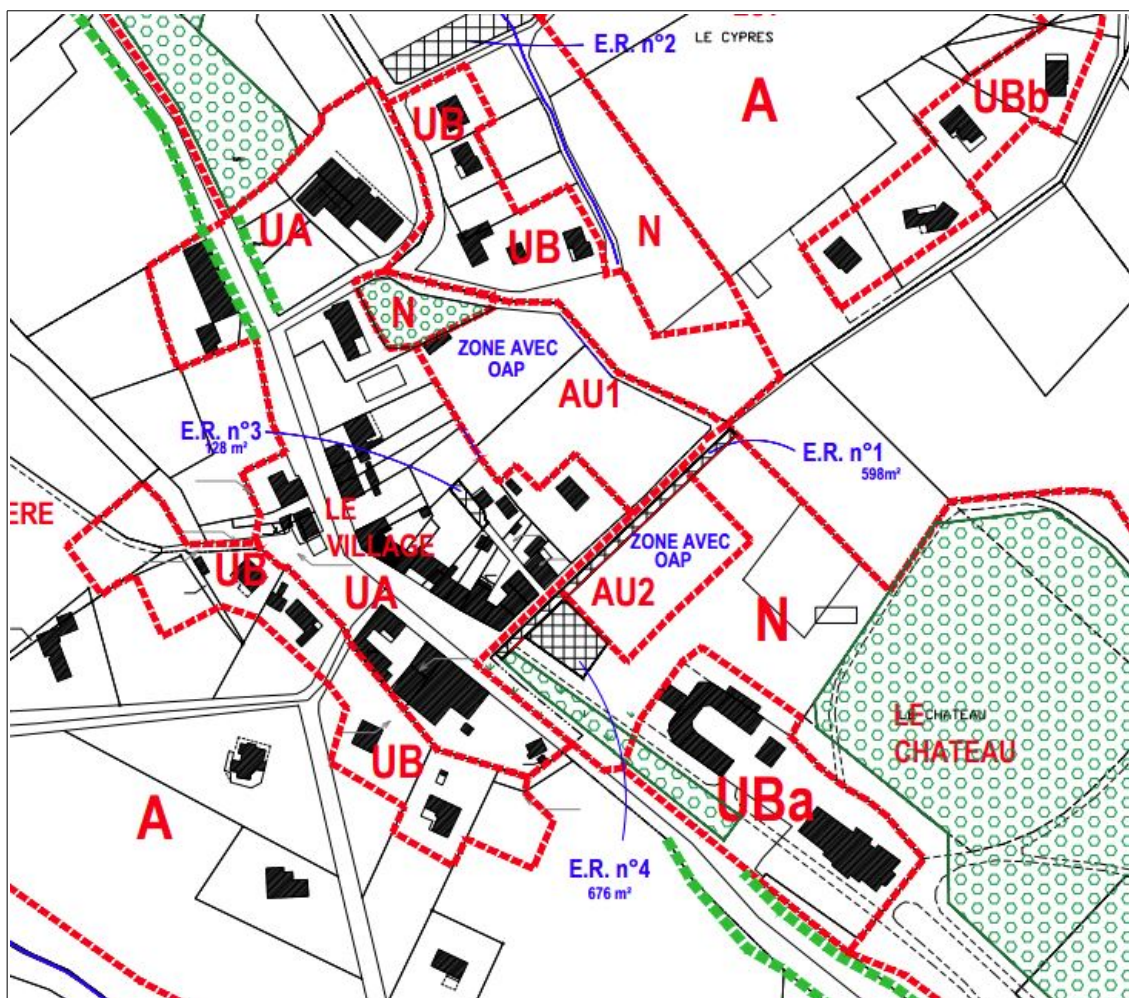 E.R. n°2
LE CYPRES
A
UBb
UB
UA
UB
N
N
ZONE AVEC
OAP
AU1
E.R. n°3
128 m²
E.R. n°1
598m²
ERE
LE
VILLAGE
ZONE AVEC
OAP
UB
UA
AU2
N
LE CHATEAU
LE
CHATEAU
UB
UBa
A
E.R. n°4
676 m²